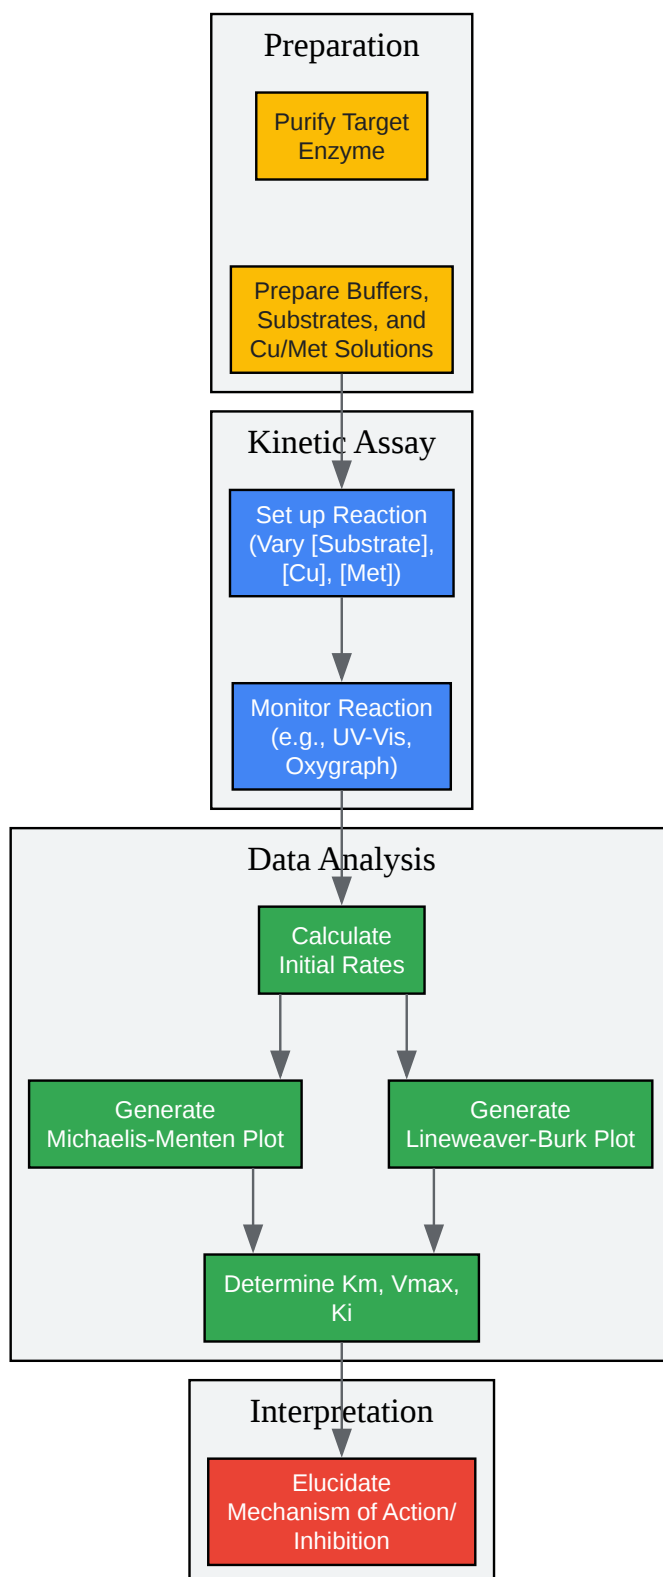 Preparation
Purify Target
Enzyme
Prepare Buffers,
Substrates, and
Cu/Met Solutions
Kinetic Assay
Set up Reaction
(Vary [Substrate],
[Cu], [Met])
Monitor Reaction
(e.g., UV-Vis,
Oxygraph)
Data Analysis
Calculate
Initial Rates
Generate
Michaelis-Menten Plot
Generate
Lineweaver-Burk Plot
Determine Km, Vmax,
Ki
Interpretation
Elucidate
Mechanism of Action/
Inhibition